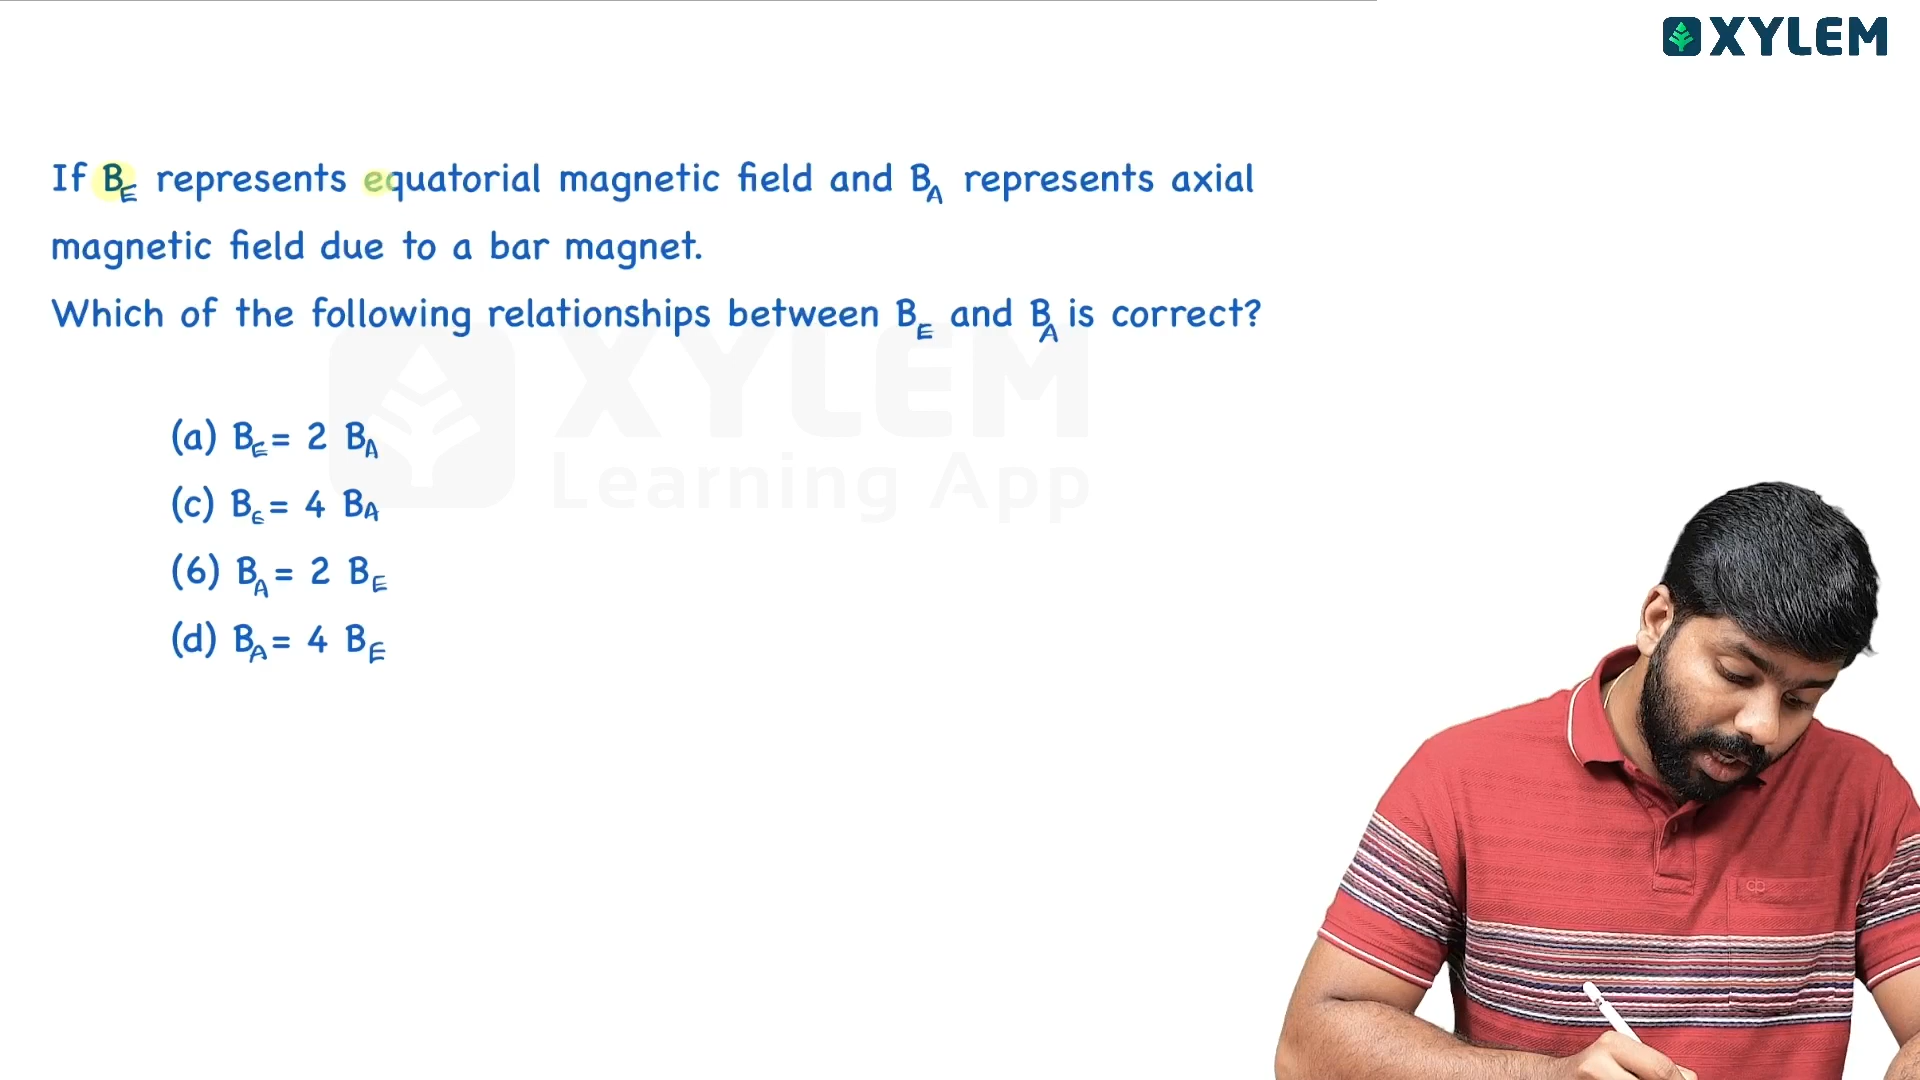 XYLEM
If B_E represents equatorial magnetic field and B_A represents axial
magnetic field due to a bar magnet.
Which of the following relationships between B_E and B_A is correct?
XYLEM
Learning App
(a) B_E = 2 B_A
(c) B_E = 4 B_A
(6) B_A = 2 B_E
(d) B_A = 4 B_E